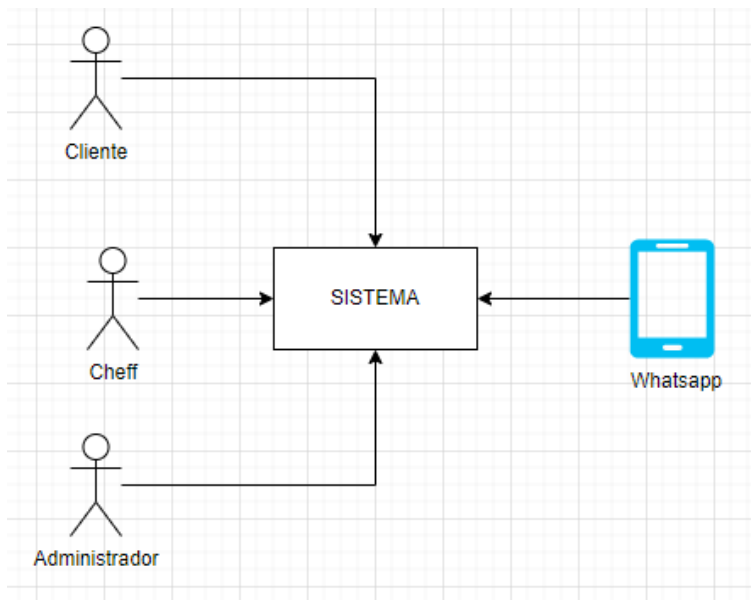 Cliente
SISTEMA
Cheff
Whatsapp
Administrador